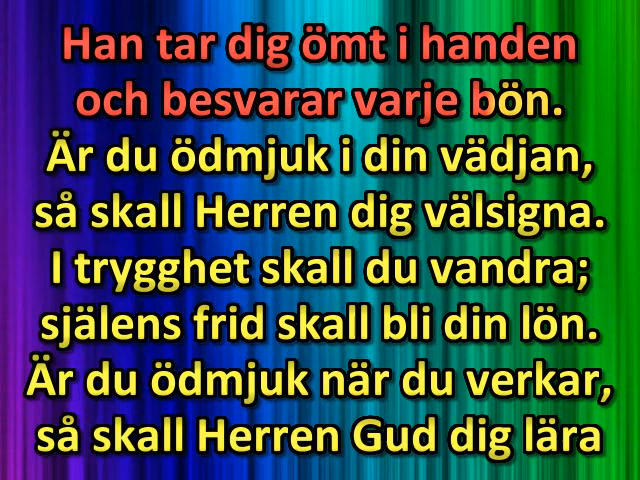 Han tar dig ömt i handen
och besvarar varje bön.
Är du ödmjuk i din vädjan,
så skall Herren dig välsigna.
I trygghet skall du vandra;
själens frid skall bli din lön.
Är du ödmjuk när du verkar,
så skall Herren Gud dig lära